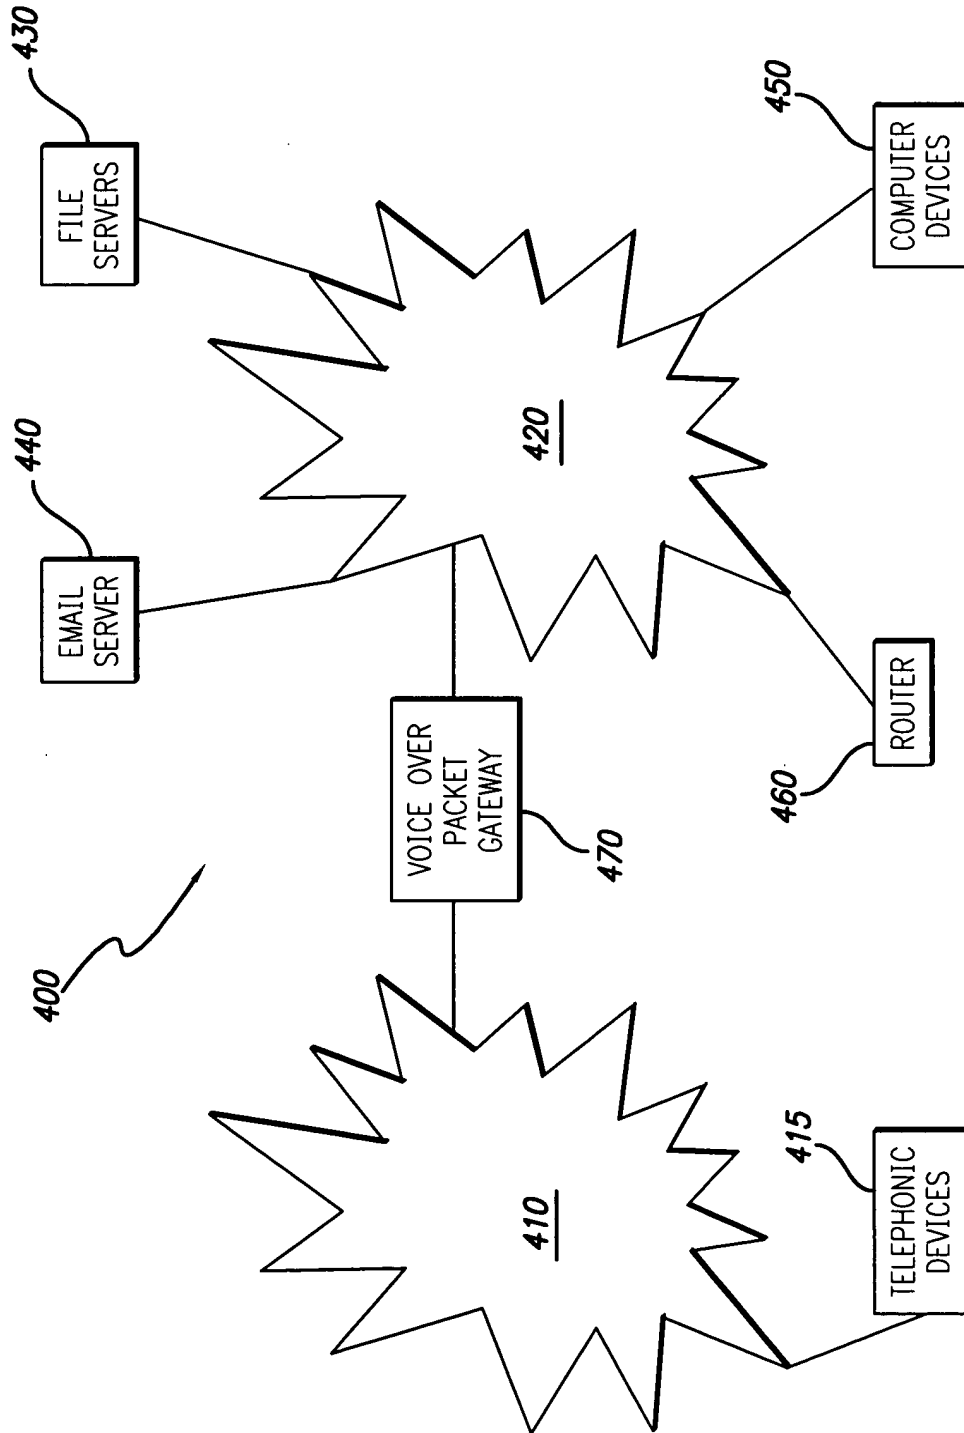 400
EMAIL
SERVER
440
FILE
SERVERS
430
410
VOICE OVER
PACKET
GATEWAY
470
420
TELEPHONIC
DEVICES
415
ROUTER
460
COMPUTER
DEVICES
450